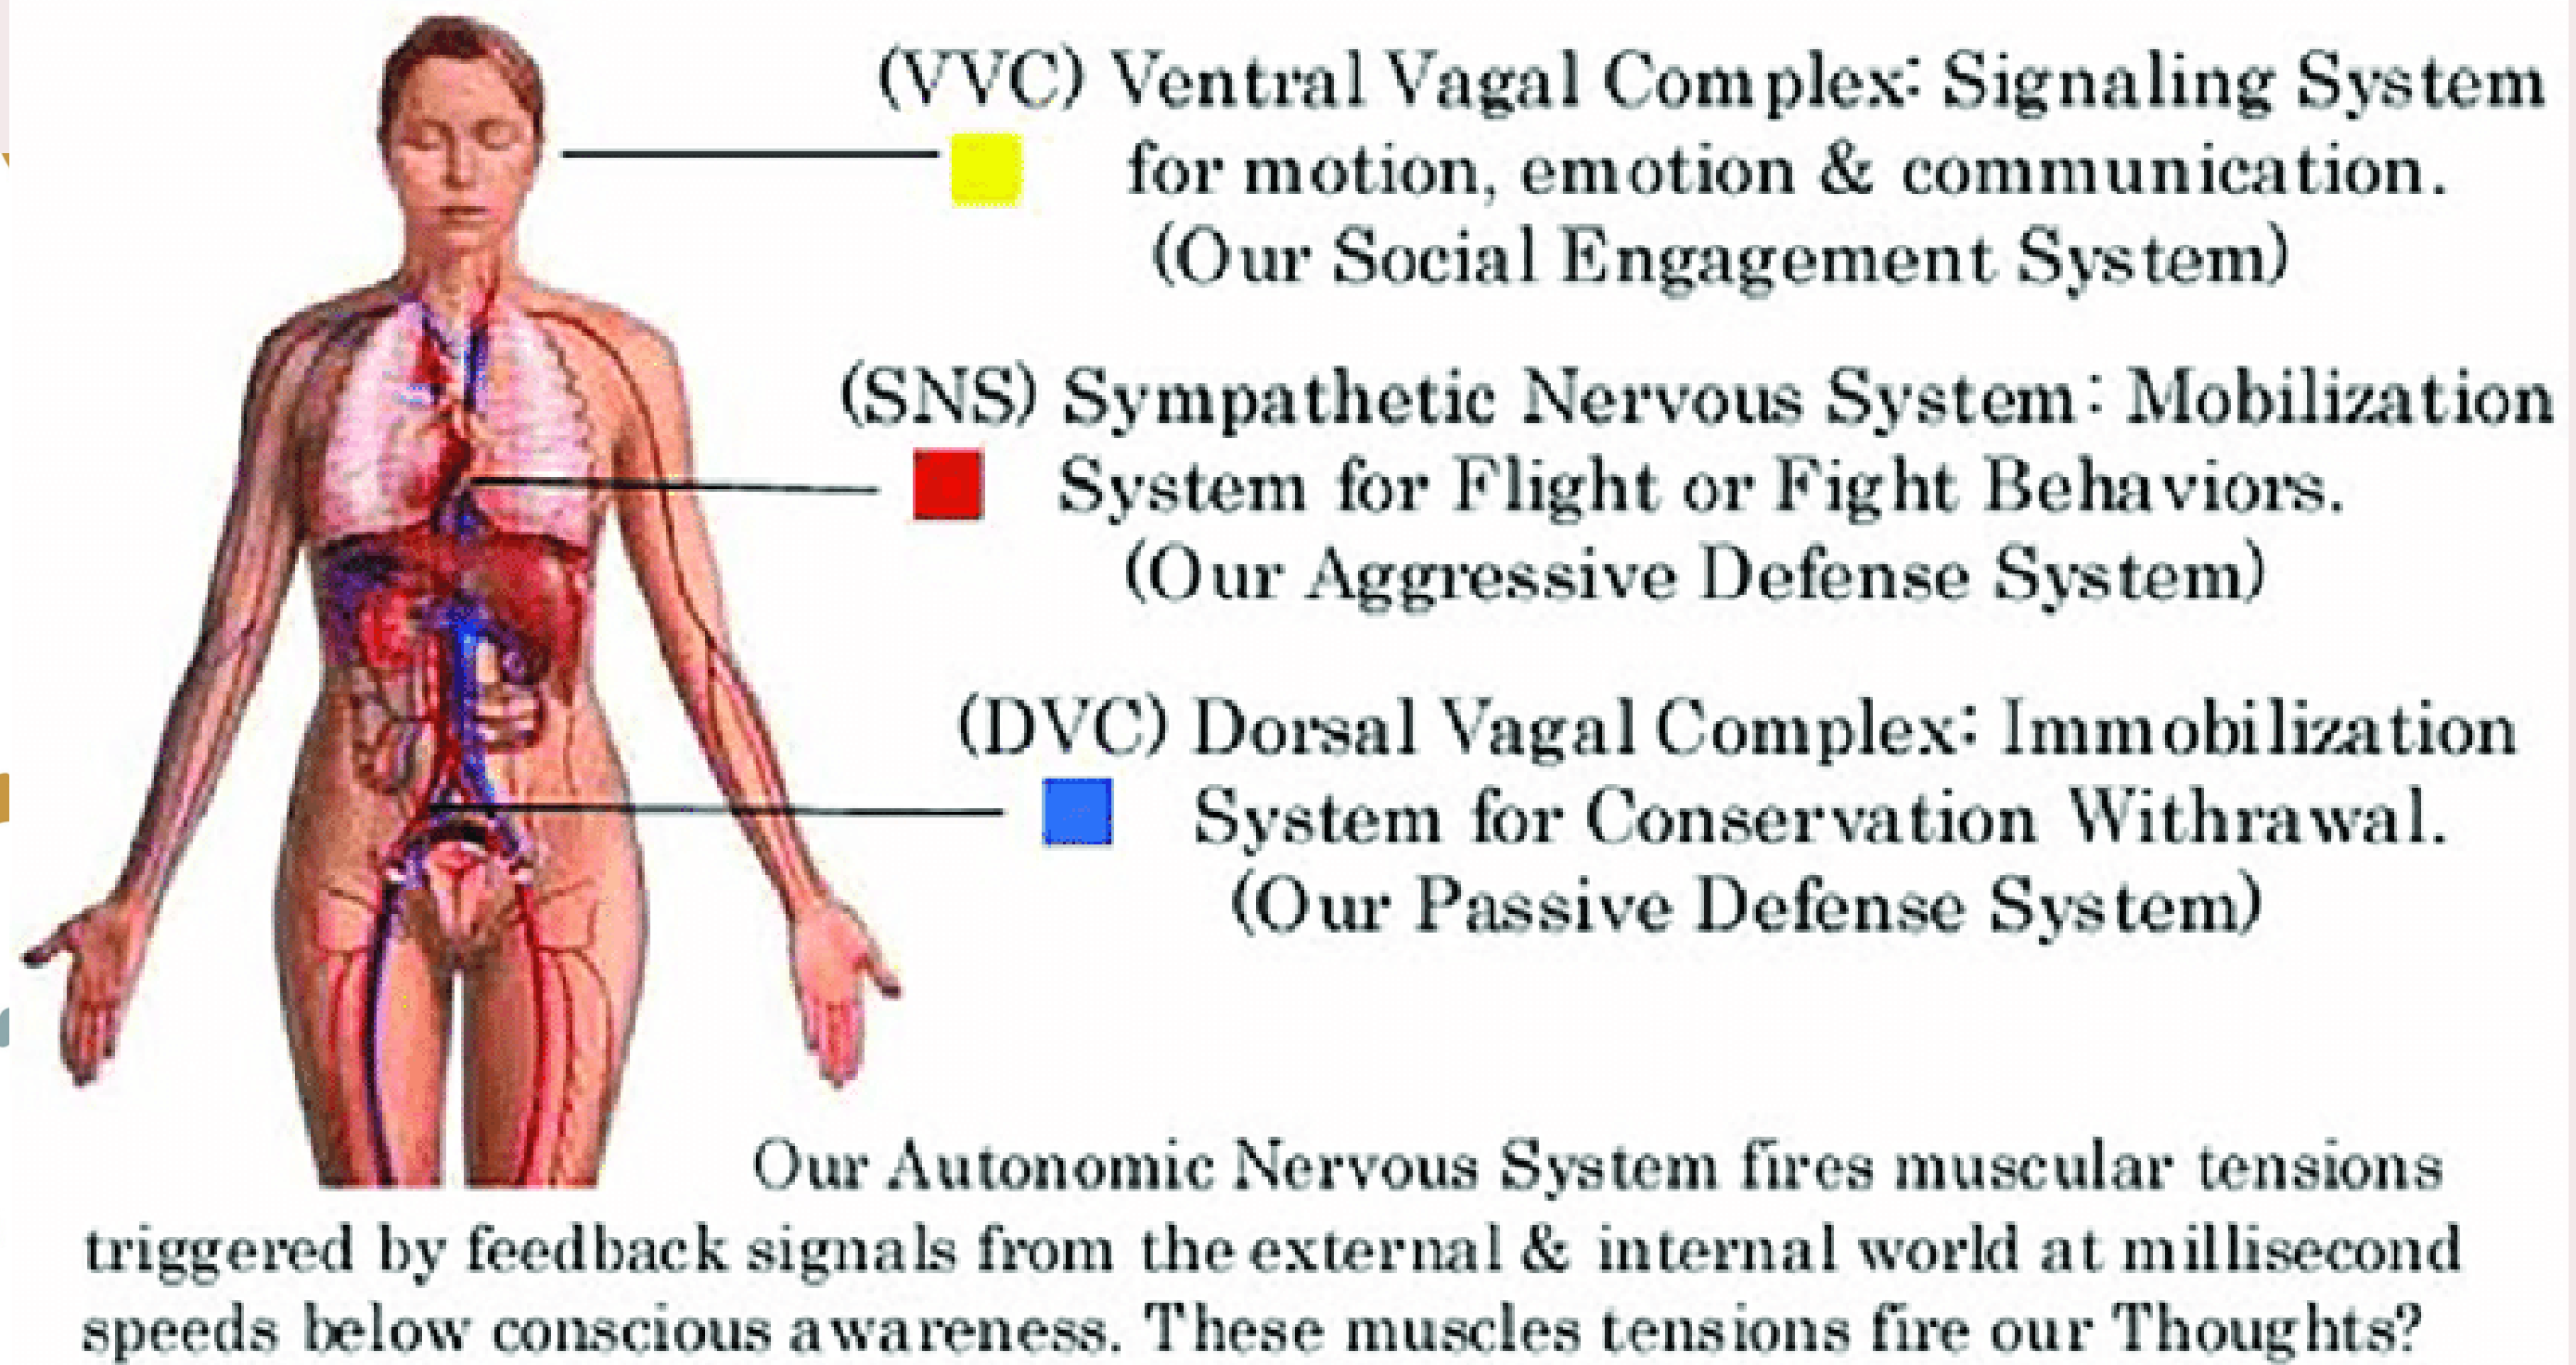 (VVC) Ventral Vagal Complex: Signaling System
for motion, emotion & communication.
(Our Social Engagement System)
(SNS) Sympathetic Nervous System: Mobilization
System for Flight or Fight Behaviors.
(Our Aggressive Defense System)
(DVC) Dorsal Vagal Complex: Immobilization
System for Conservation Withrawal.
(Our Passive Defense System)
Our Autonomic Nervous System fires muscular tensions
triggered by feedback signals from the external & internal world at millisecond
speeds below conscious awareness. These muscles tensions fire our Thoughts?